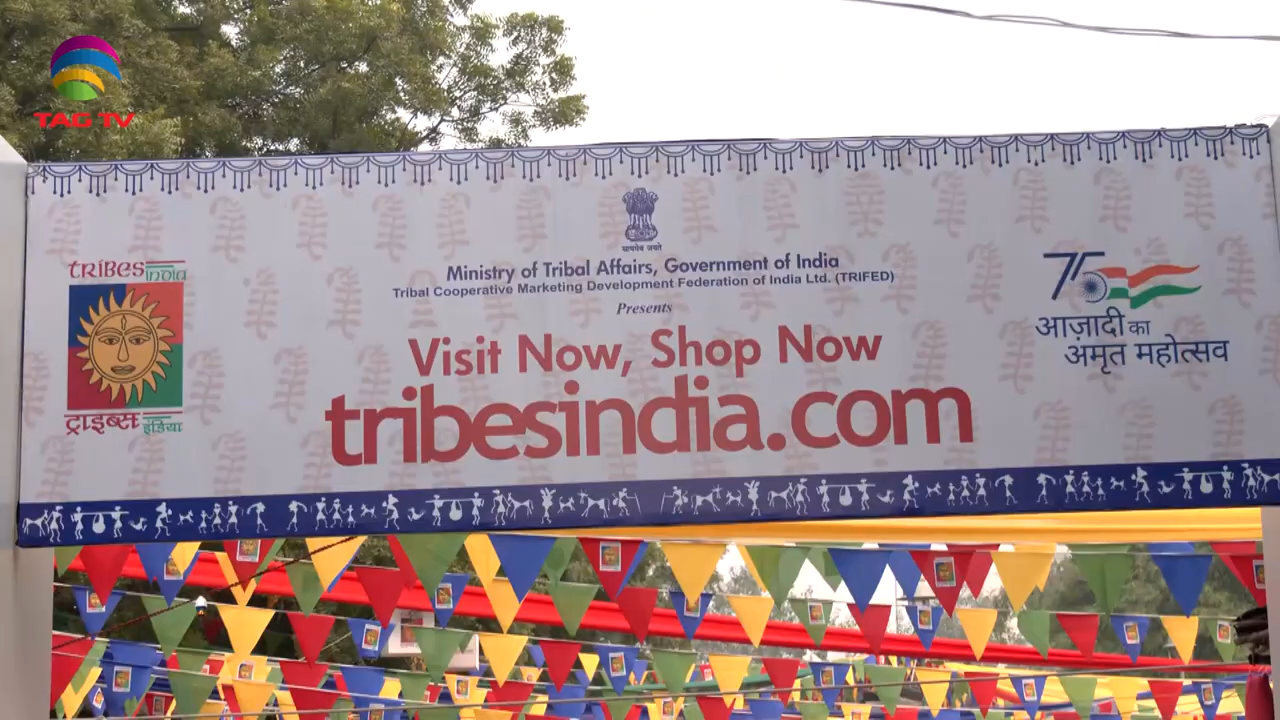 TAG TV
सत्यमेव जयते
Ministry of Tribal Affairs, Government of India
Tribal Cooperative Marketing Development Federation of India Ltd. (TRIFED)
Presents
Visit Now, Shop Now
tribesindia.com
TRIBES
INDIA
ट्राइब्स
इंडिया
75
आज़ादी का
अमृत महोत्सव